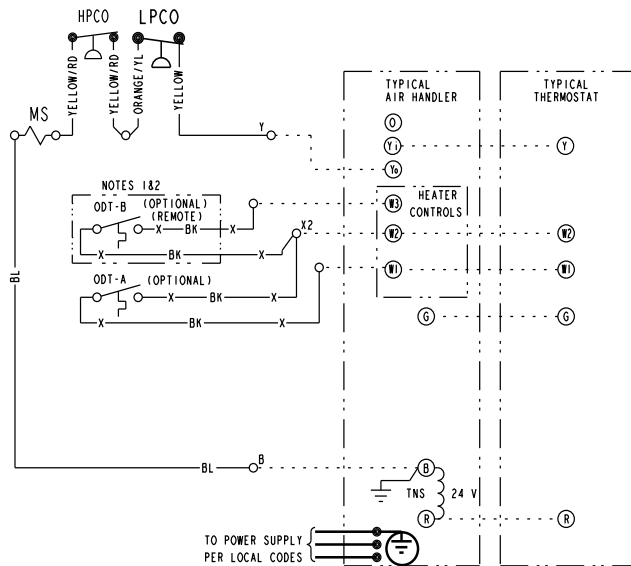 HPCO LPCO
YELLOW/RD
YELLOW/RD
ORANGE/YL
YELLOW
MS
Y
TYPICAL
AIR HANDLER
TYPICAL
THERMOSTAT
O
Yi
Y
Yo
NOTES 1&2
ODT-B (OPTIONAL)
(REMOTE)
X BK X
X2
BK X
W3
HEATER
CONTROLS
W2
W2
ODT-A (OPTIONAL)
X BK X
X BK X
W1
W1
G
G
BL
BL
B
B
TNS 24 V
R
R
TO POWER SUPPLY
PER LOCAL CODES